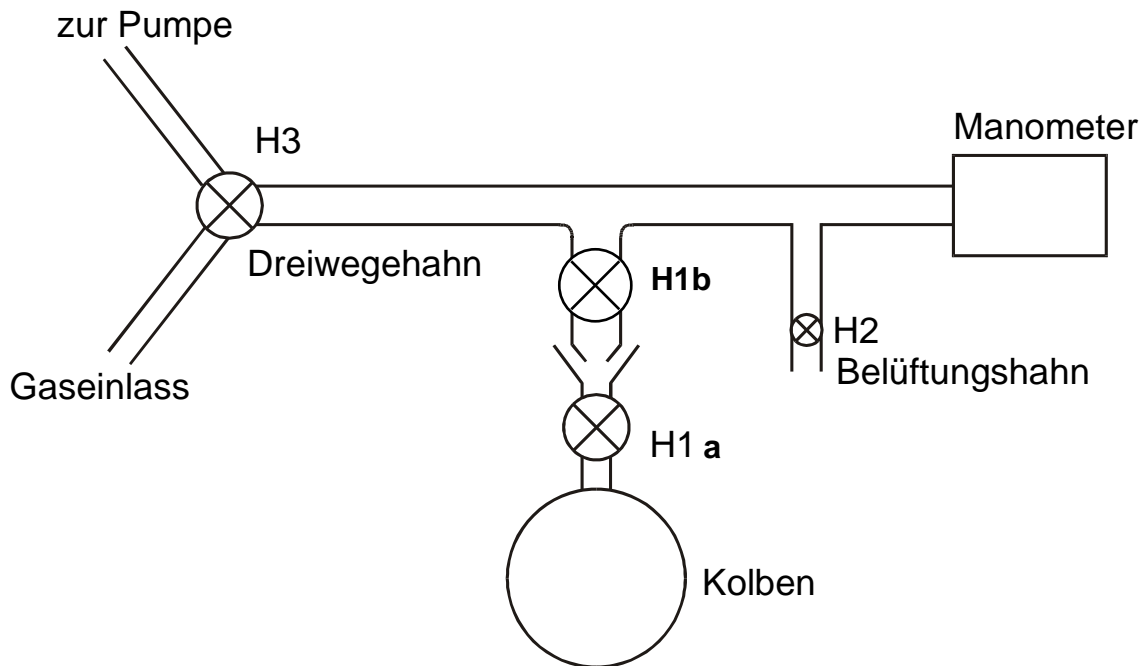 zur Pumpe
H3
Manometer
Dreiwegehahn
H1b
H2
Belüftungshahn
Gaseinlass
H1 a
Kolben